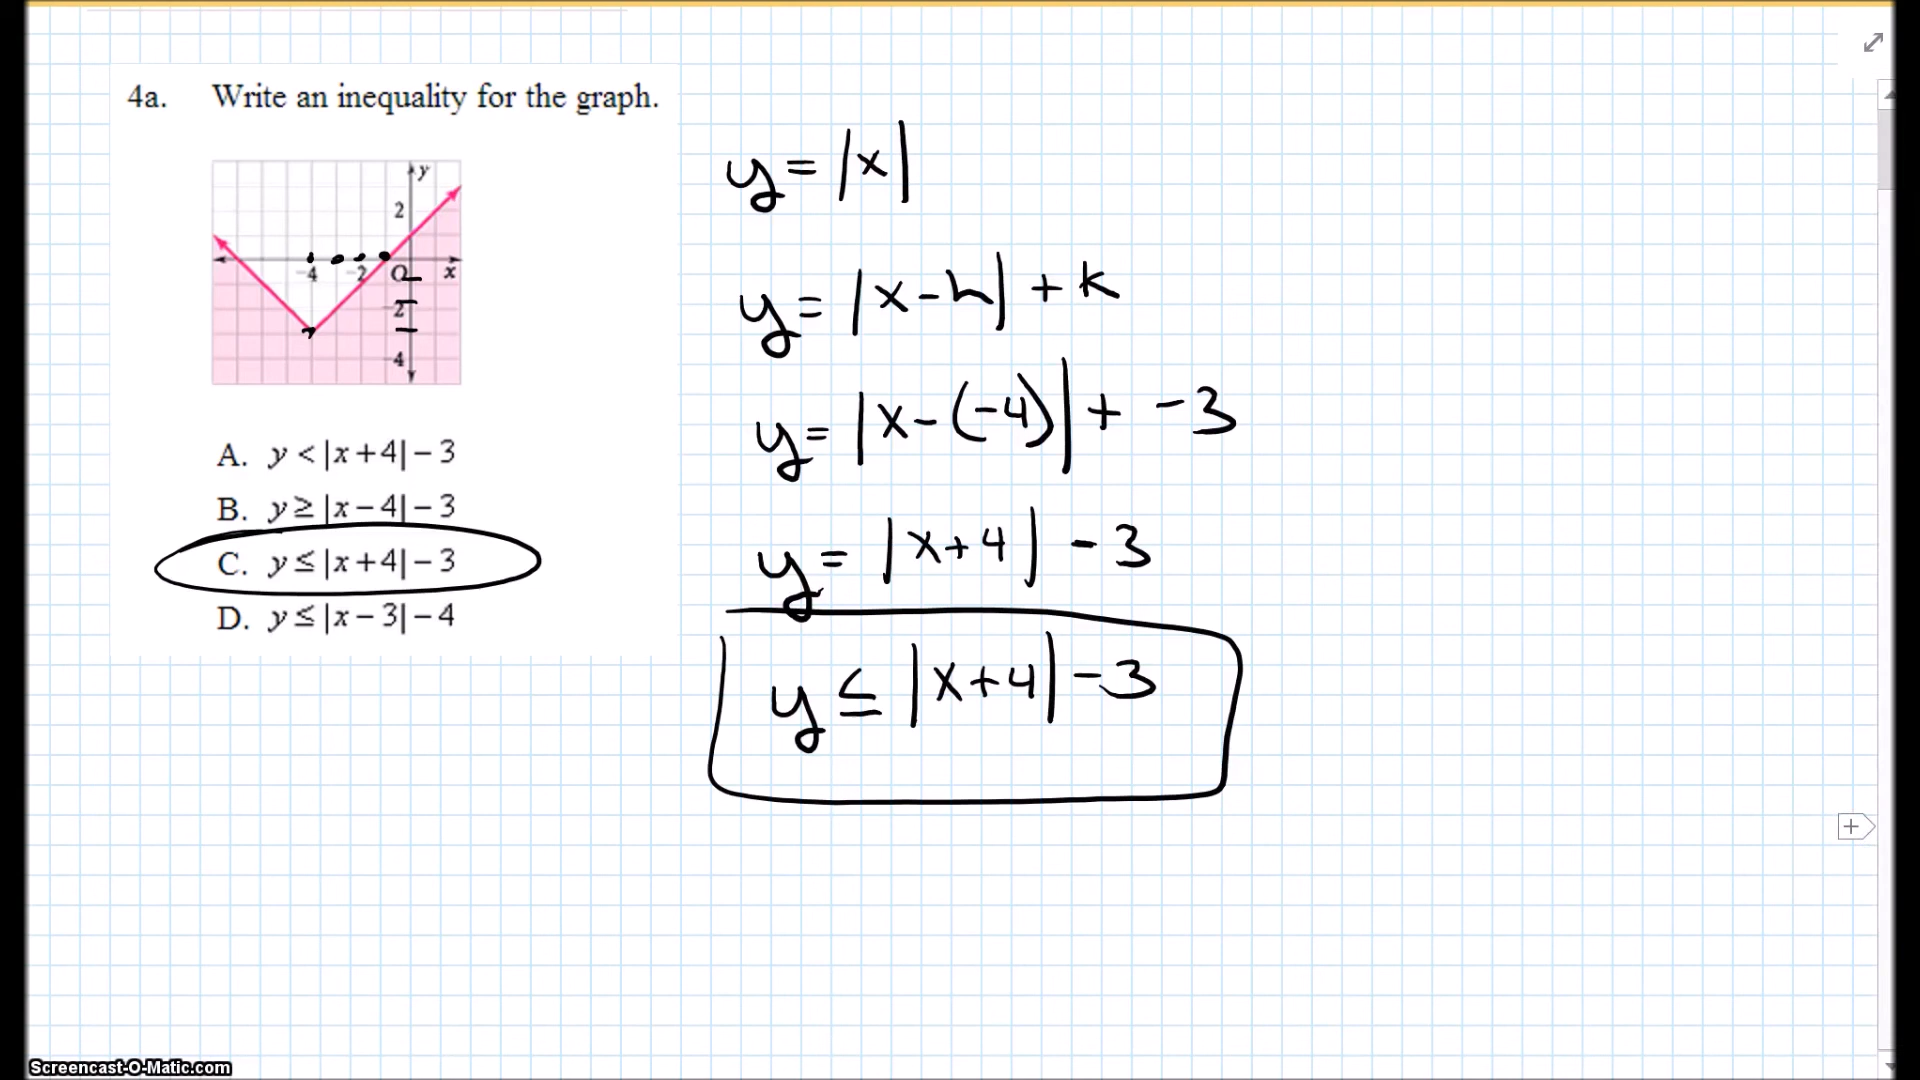 4a. Write an inequality for the graph.
y
2
-4 -2 O x
-2
-4
A. y < |x + 4| − 3
B. y ≥ |x − 4| − 3
C. y ≤ |x + 4| − 3
D. y ≤ |x − 3| − 4
y = |x|
y = |x - h| + k
y = |x - (-4)| + -3
y = |x+4| - 3
y ≤ |x+4| - 3
Screencast-O-Matic.com